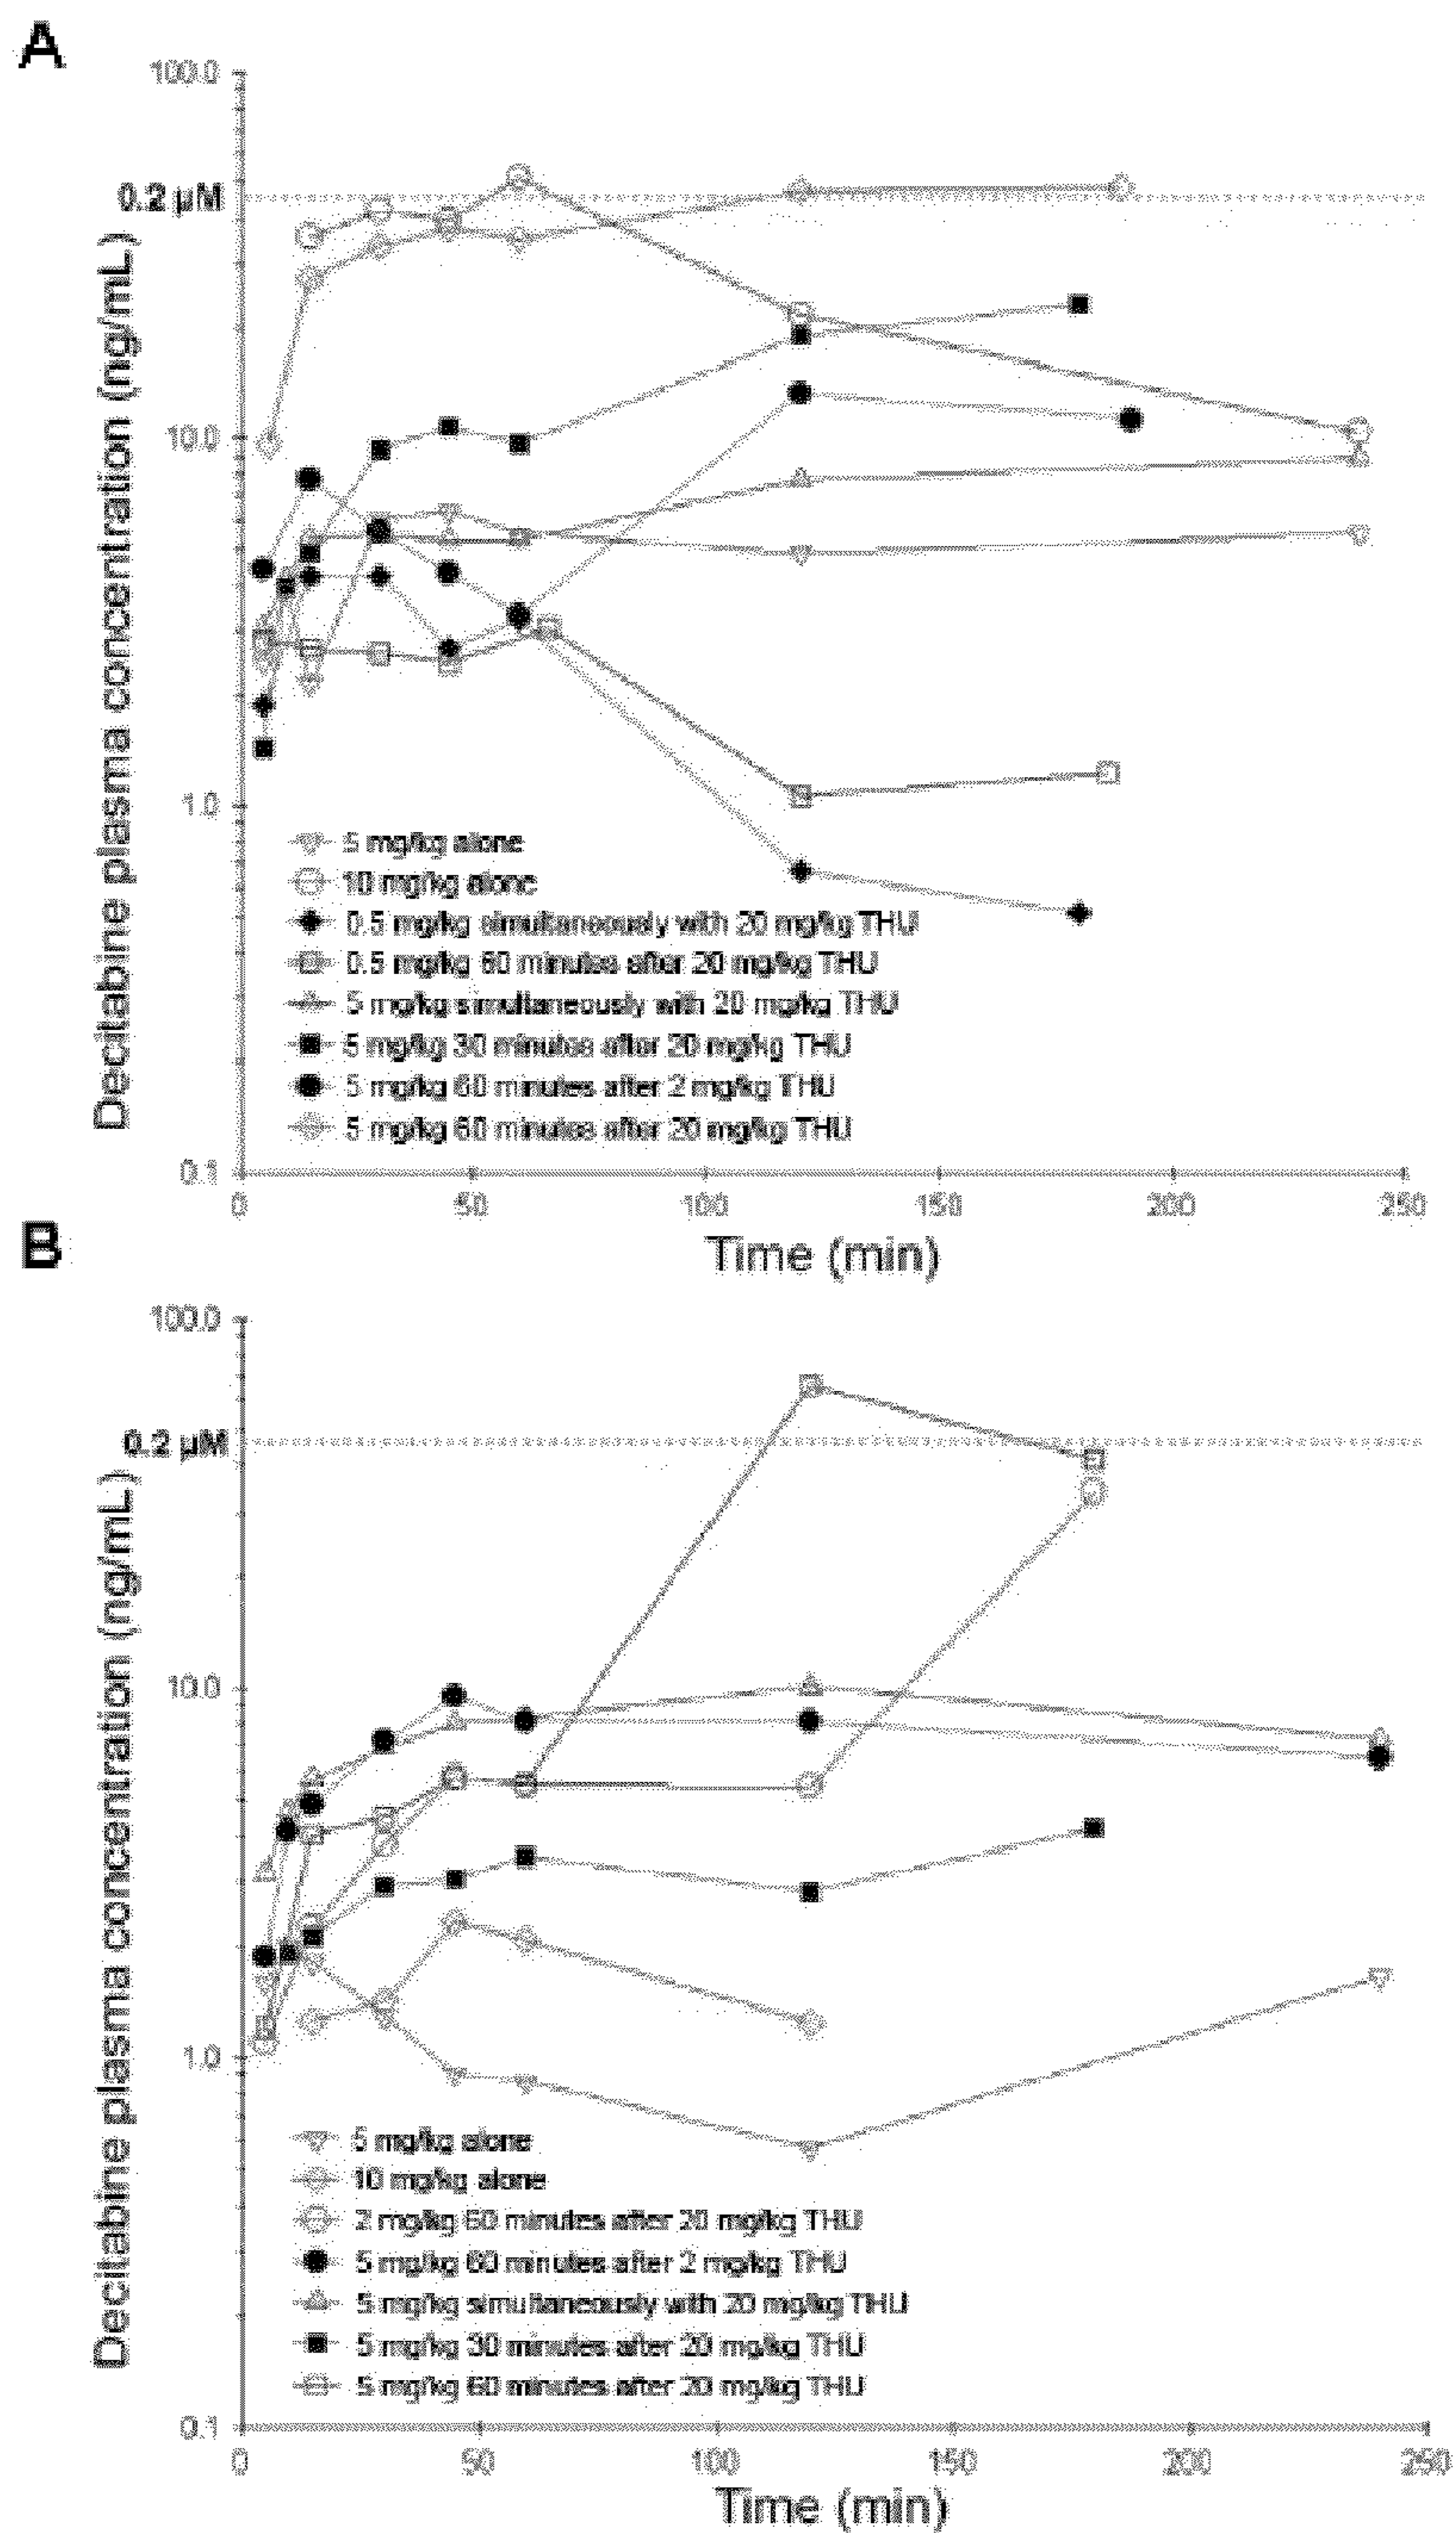 A
100.0
0.2 µM
10.0
1.0
0.1
Decitabine plasma concentration (ng/mL)
5 mg/kg alone
10 mg/kg alone
0.5 mg/kg simultaneously with 20 mg/kg THU
0.5 mg/kg 60 minutes after 20 mg/kg THU
5 mg/kg simultaneously with 20 mg/kg THU
5 mg/kg 30 minutes after 20 mg/kg THU
5 mg/kg 60 minutes after 2 mg/kg THU
5 mg/kg 60 minutes after 20 mg/kg THU
0 50 100 150 200 250
Time (min)
B
100.0
0.2 µM
10.0
1.0
0.1
Decitabine plasma concentration (ng/mL)
5 mg/kg alone
10 mg/kg alone
2 mg/kg 60 minutes after 20 mg/kg THU
5 mg/kg 60 minutes after 2 mg/kg THU
5 mg/kg simultaneously with 20 mg/kg THU
5 mg/kg 30 minutes after 20 mg/kg THU
5 mg/kg 60 minutes after 20 mg/kg THU
0 50 100 150 200 250
Time (min)